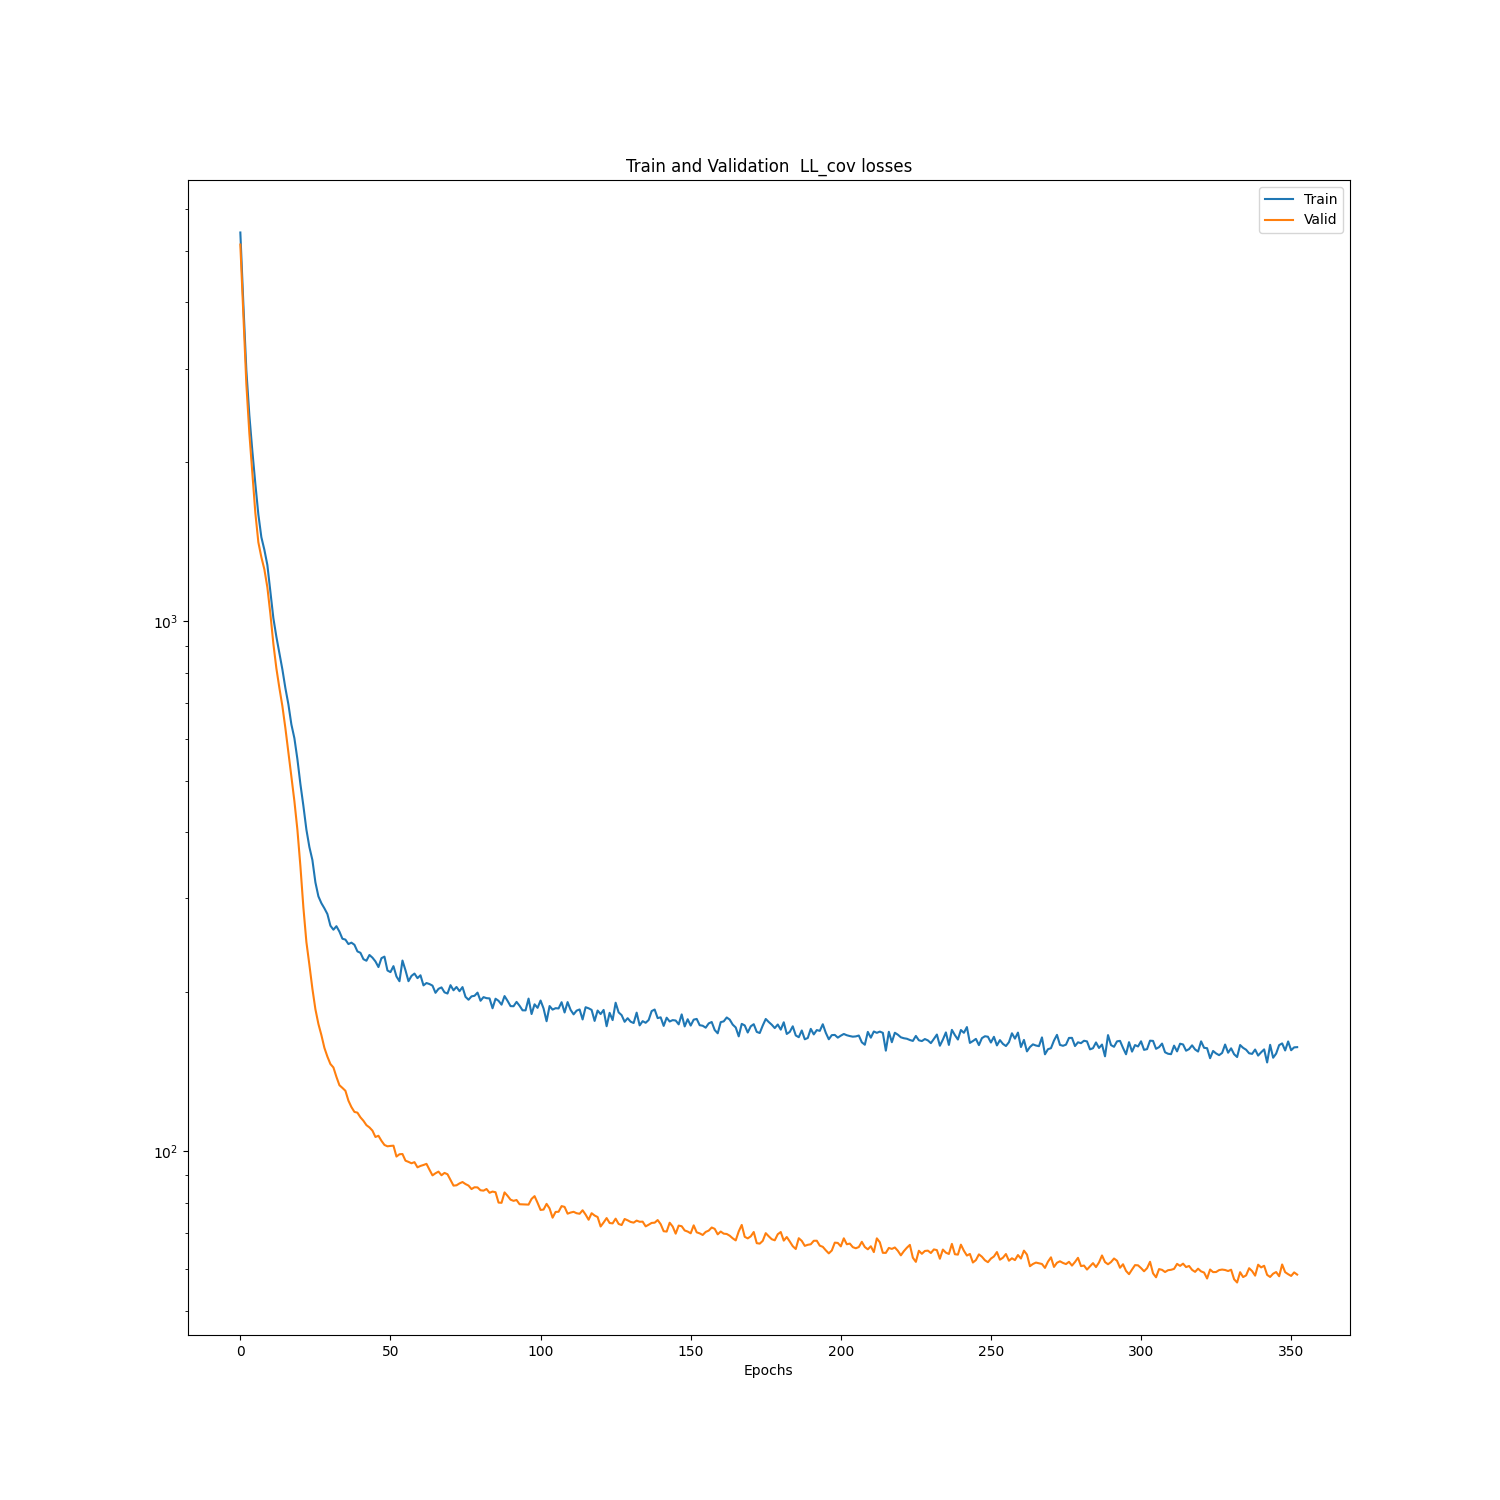 Train and Validation  LL_cov losses
Train
Valid
10³
10²
0 50 100 150 200 250 300 350
Epochs